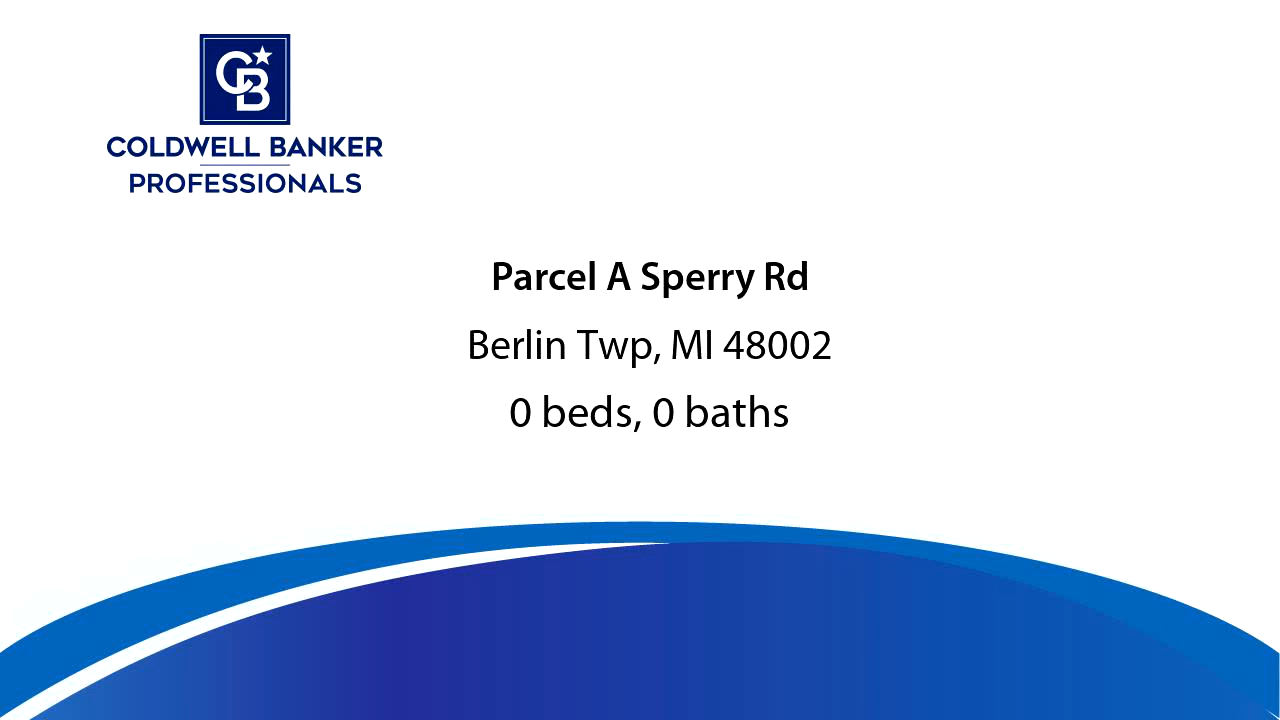 CB
COLDWELL BANKER
PROFESSIONALS
Parcel A Sperry Rd
Berlin Twp, MI 48002
0 beds, 0 baths